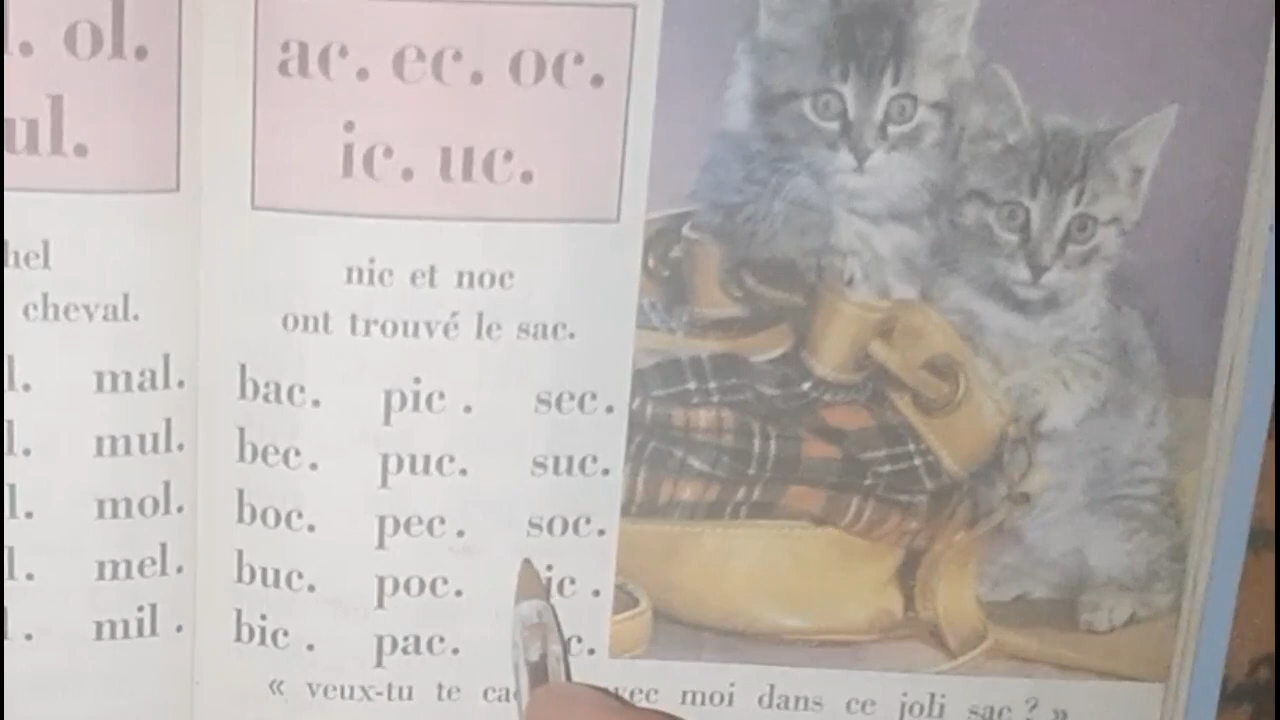 ol.
ul.
cheval.
mal.
mul.
mol.
mel.
mil .
ac. ec. oc.
ic. uc.
nic et noc
ont trouvé le sac.
bac. pic . sec.
bec. puc. suc.
boc. pec . soc.
buc. poc.
bic . pac.
« veux-tu te moi dans ce joli sac ? »